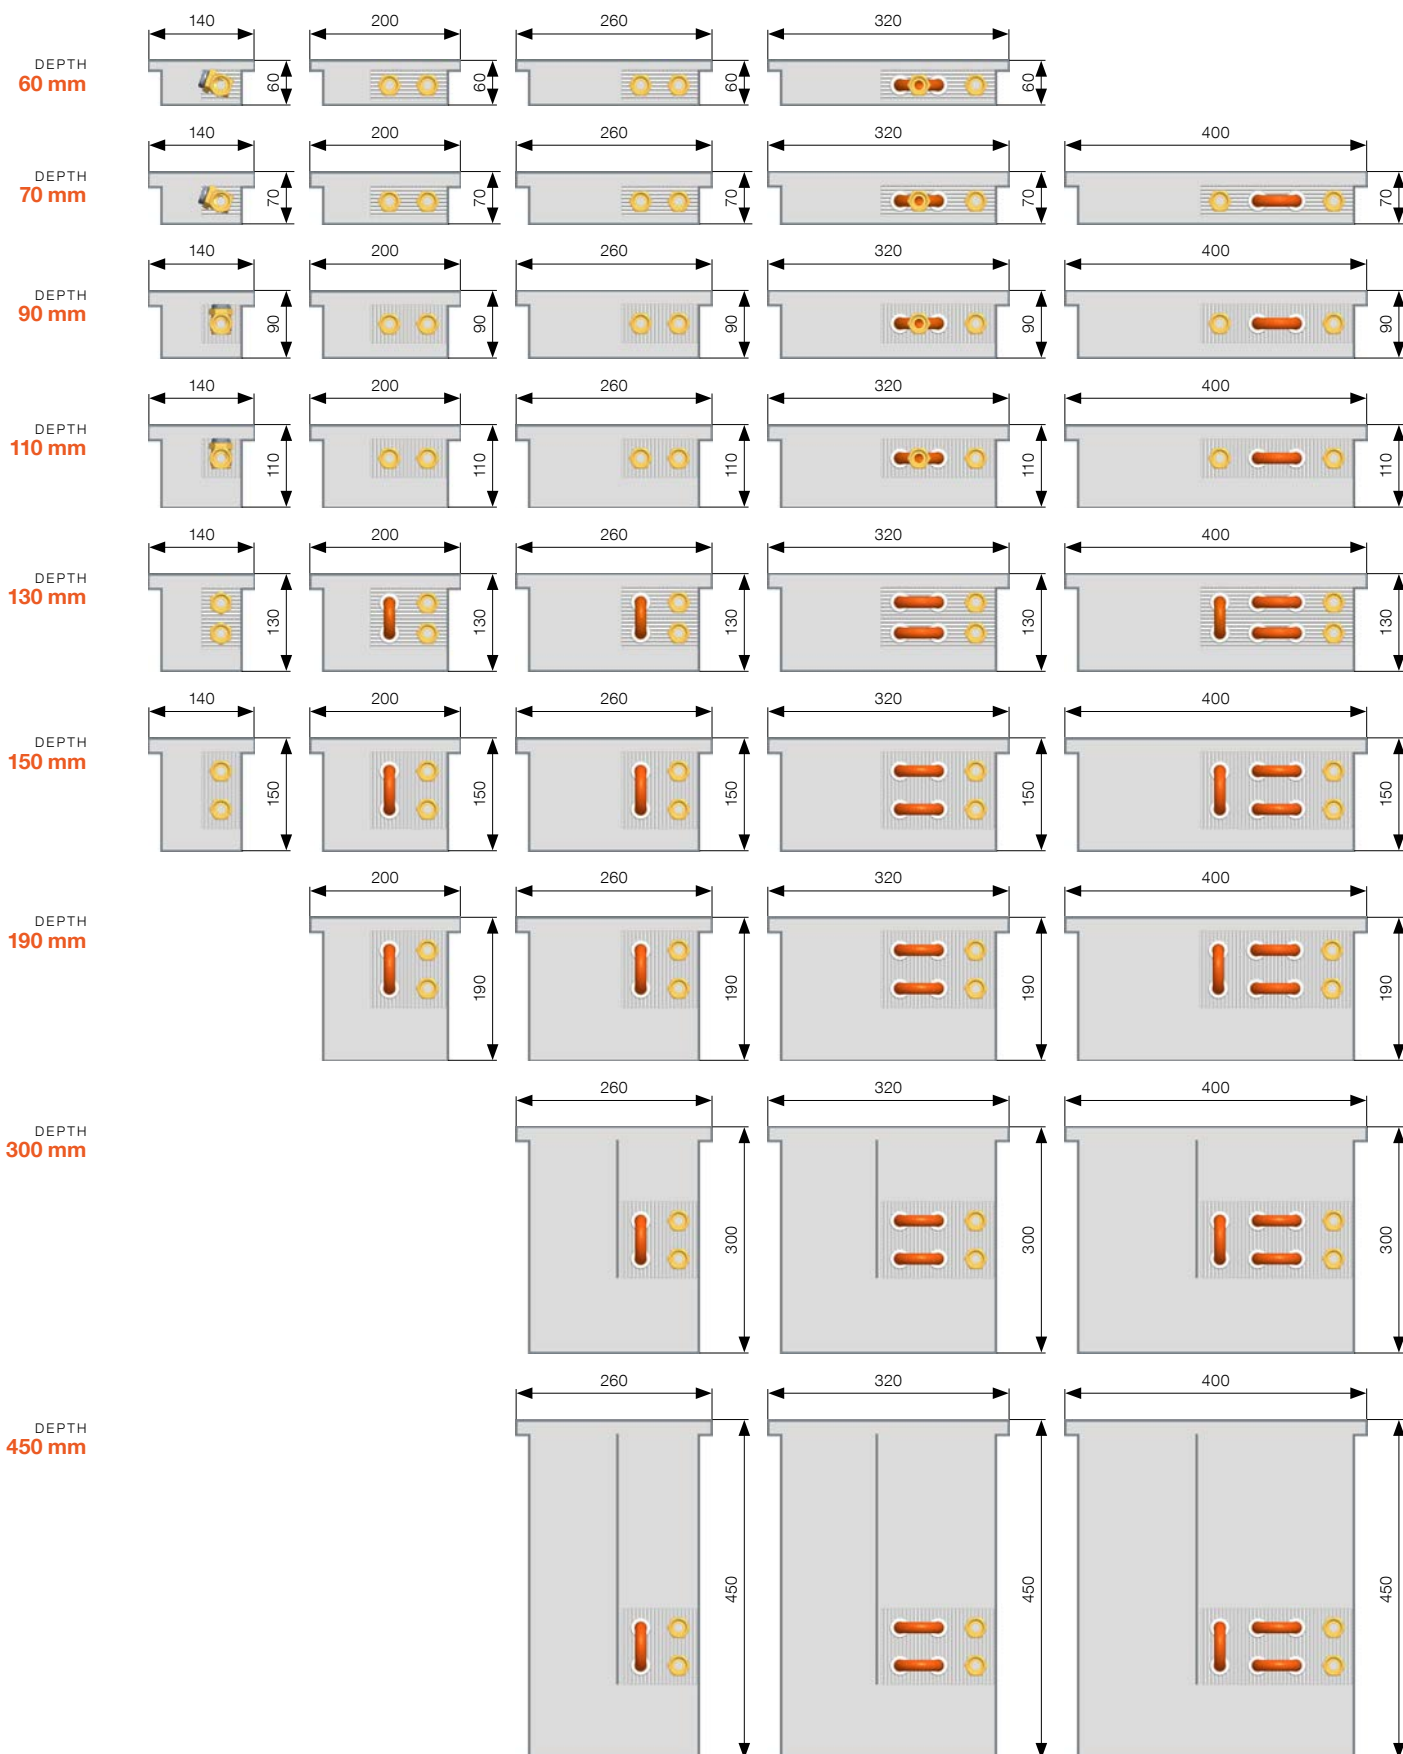 140 200 260 320
DEPTH
60 mm
60 60 60 60
140 200 260 320 400
DEPTH
70 mm
70 70 70 70 70
140 200 260 320 400
DEPTH
90 mm
90 90 90 90 90
140 200 260 320 400
DEPTH
110 mm
110 110 110 110 110
140 200 260 320 400
DEPTH
130 mm
130 130 130 130 130
140 200 260 320 400
DEPTH
150 mm
150 150 150 150 150
200 260 320 400
DEPTH
190 mm
190 190 190 190
260 320 400
DEPTH
300 mm
300 300 300
260 320 400
DEPTH
450 mm
450 450 450